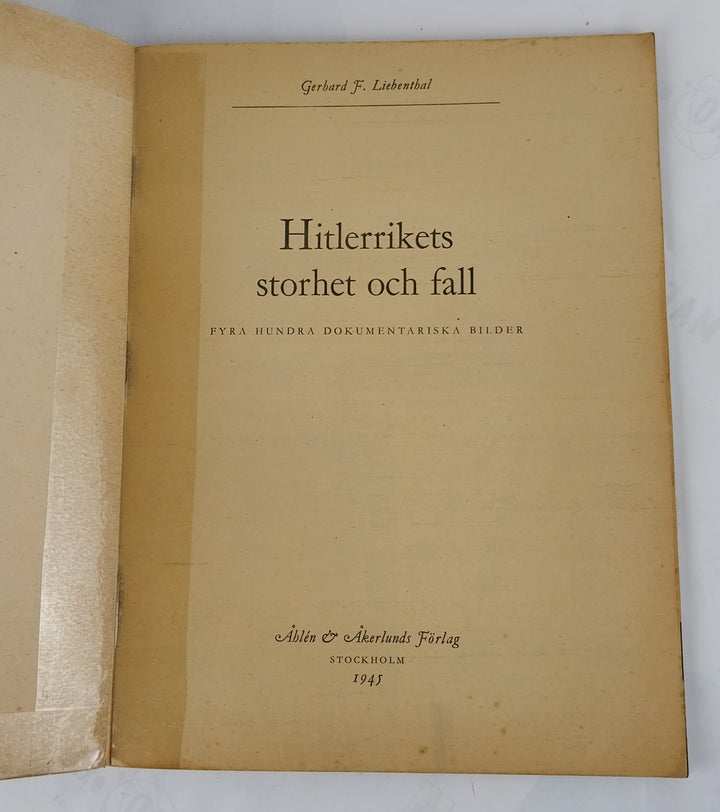 Gerhard F. Liebenthal
Hitlerrikets
storhet och fall
FYRA HUNDRA DOKUMENTARISKA BILDER
Åhlén & Åkerlunds Förlag
STOCKHOLM
1945